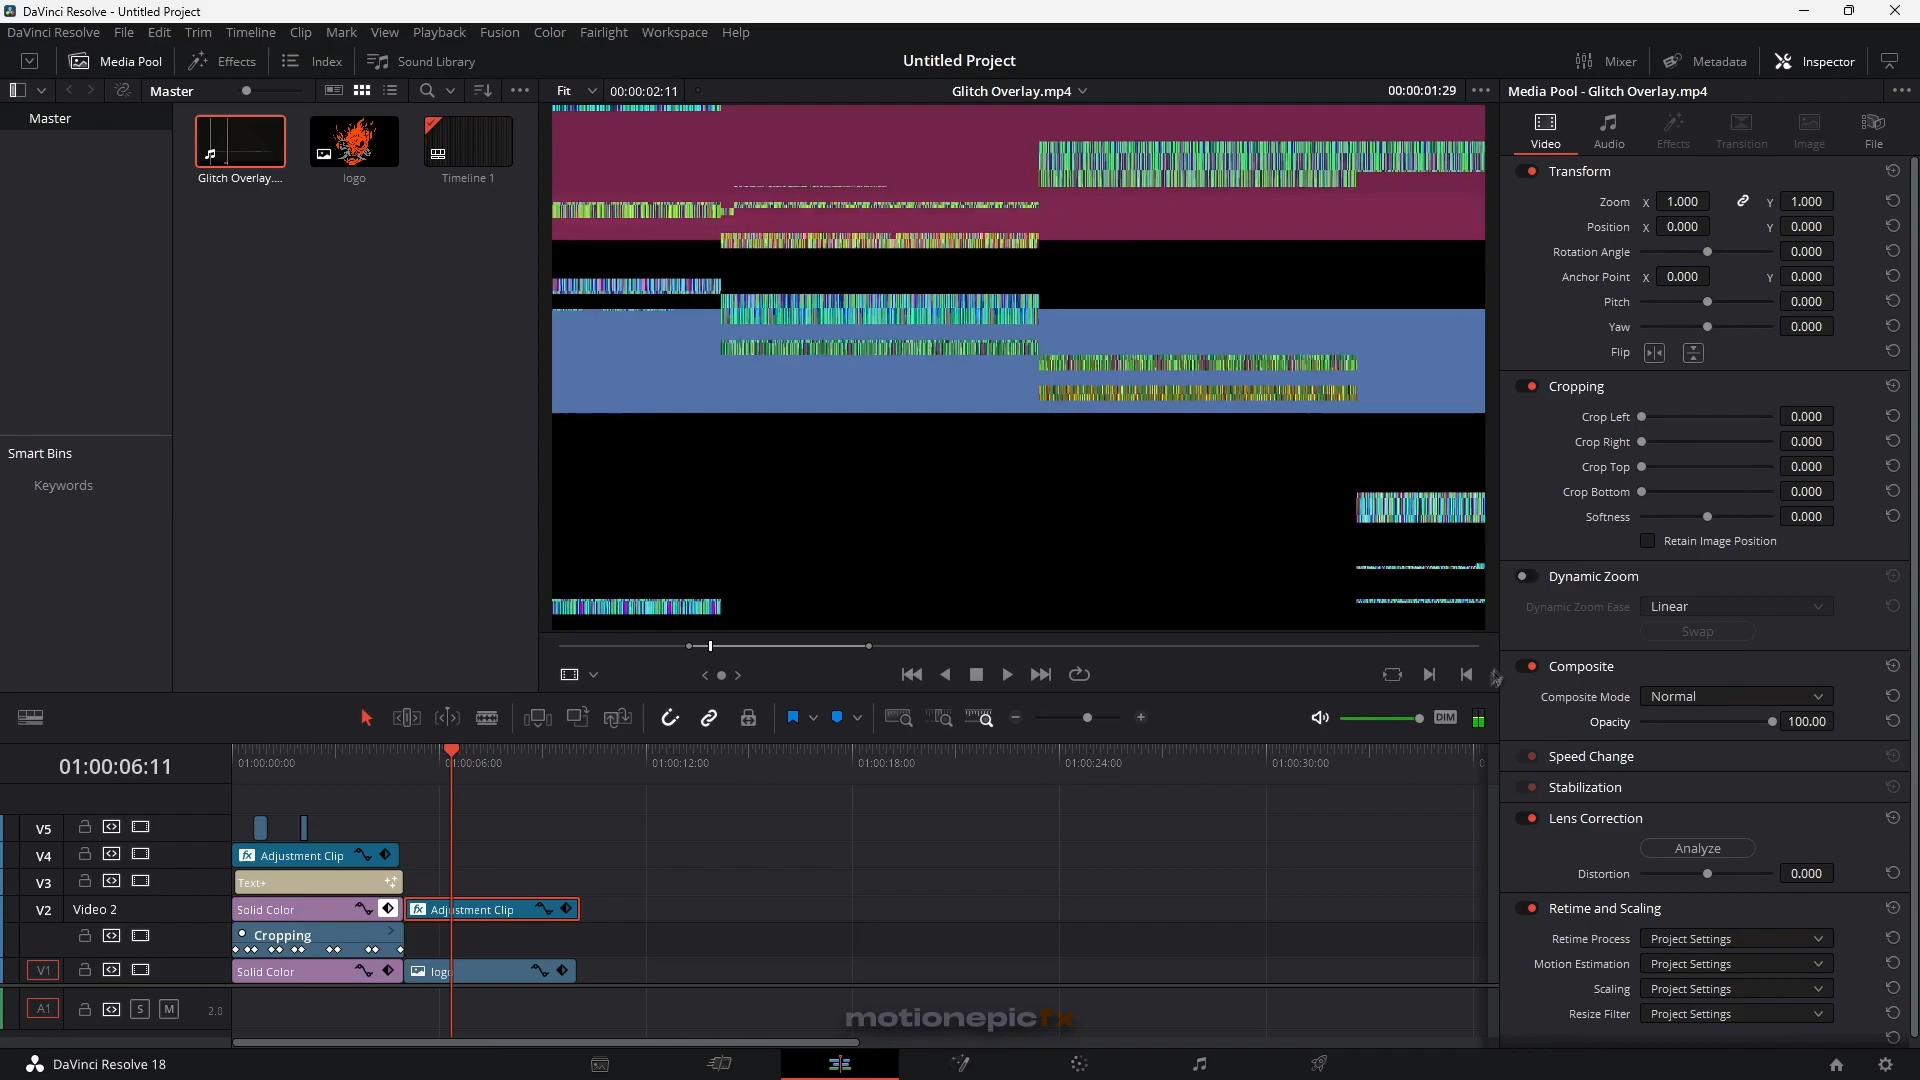 DaVinci Resolve - Untitled Project
DaVinci Resolve File Edit Trim Timeline Clip Mark View Playback Fusion Color Fairlight Workspace Help
Media Pool Effects Index Sound Library Untitled Project Mixer Metadata Inspector
Master Fit 00:00:02:11 Glitch Overlay.mp4 00:00:01:29 Media Pool - Glitch Overlay.mp4
Master
Video Audio Effects Transition Image File
Glitch Overlay.... logo Timeline 1
Transform
Zoom X 1.000 Y 1.000
Position X 0.000 Y 0.000
Rotation Angle 0.000
Anchor Point X 0.000 Y 0.000
Pitch 0.000
Yaw 0.000
Flip
Cropping
Crop Left 0.000
Crop Right 0.000
Crop Top 0.000
Crop Bottom 0.000
Softness 0.000
Retain Image Position
Smart Bins
Keywords
Dynamic Zoom
Dynamic Zoom Ease Linear
Swap
Composite
Composite Mode Normal
Opacity 100.00
Speed Change
Stabilization
Lens Correction
Analyze
Distortion 0.000
Retime and Scaling
Retime Process Project Settings
Motion Estimation Project Settings
Scaling Project Settings
Resize Filter Project Settings
DIM
01:00:06:11 01:00:00:00 01:00:06:00 01:00:12:00 01:00:18:00 01:00:24:00 01:00:30:00
V5
V4 fx Adjustment Clip
V3 Text+
V2 Video 2 Solid Color fx Adjustment Clip
Cropping
V1 Solid Color logo
A1 S M 2.0
motionepicfx
DaVinci Resolve 18